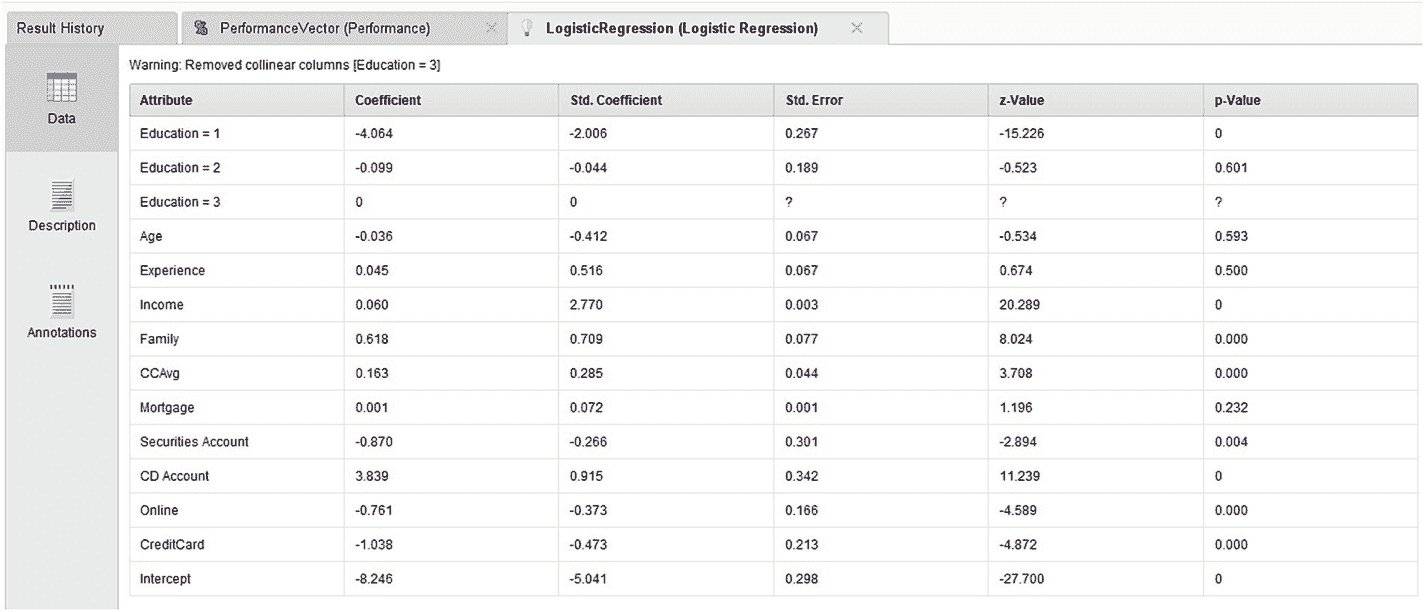 Result History PerformanceVector (Performance) LogisticRegression (Logistic Regression)
Data
Description
Annotations
Warning: Removed collinear columns [Education = 3]
Attribute Coefficient Std. Coefficient Std. Error z-Value p-Value
Education = 1 -4.064 -2.006 0.267 -15.226 0
Education = 2 -0.099 -0.044 0.189 -0.523 0.601
Education = 3 0 0 ? ? ?
Age -0.036 -0.412 0.067 -0.534 0.593
Experience 0.045 0.516 0.067 0.674 0.500
Income 0.060 2.770 0.003 20.289 0
Family 0.618 0.709 0.077 8.024 0.000
CCAvg 0.163 0.285 0.044 3.708 0.000
Mortgage 0.001 0.072 0.001 1.196 0.232
Securities Account -0.870 -0.266 0.301 -2.894 0.004
CD Account 3.839 0.915 0.342 11.239 0
Online -0.761 -0.373 0.166 -4.589 0.000
CreditCard -1.038 -0.473 0.213 -4.872 0.000
Intercept -8.246 -5.041 0.298 -27.700 0